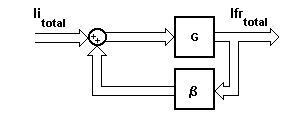 Ii total
Ifr total
+
+
G
β